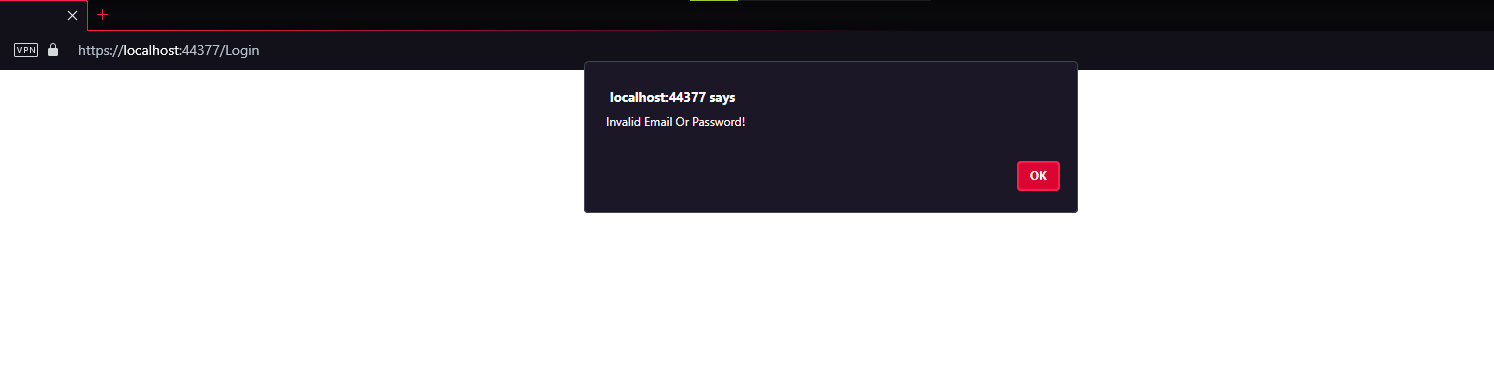 VPN https://localhost:44377/Login
localhost:44377 says
Invalid Email Or Password!
OK